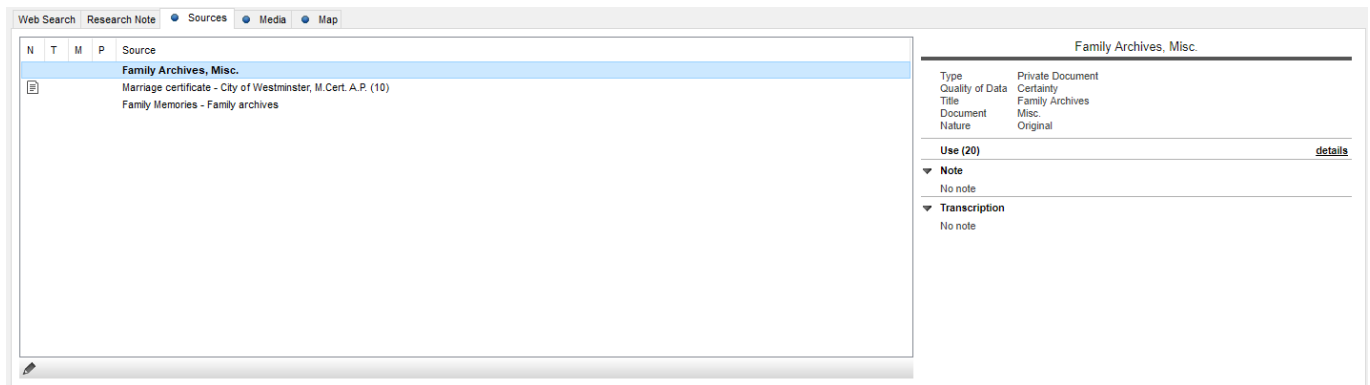 Web Search Research Note Sources Media Map
N T M P Source
Family Archives, Misc.
Marriage certificate - City of Westminster, M.Cert. A.P. (10)
Family Memories - Family archives
Family Archives, Misc.
Type Private Document
Quality of Data Certainty
Title Family Archives
Document Misc.
Nature Original
Use (20) details
Note
No note
Transcription
No note